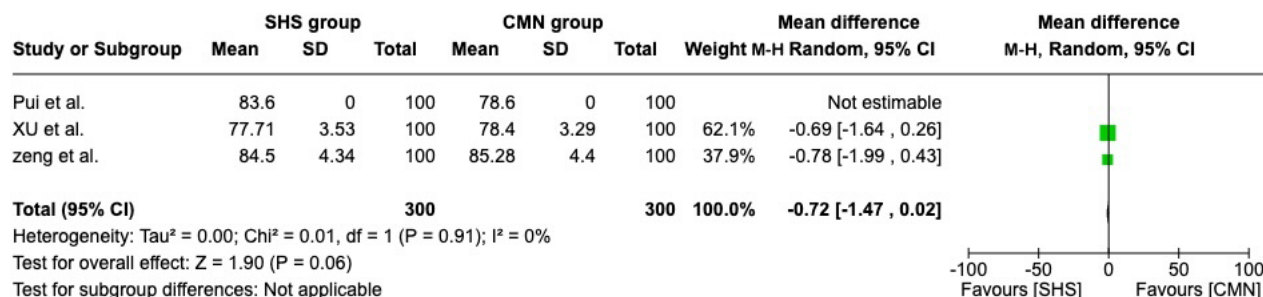 SHS group CMN group Mean difference Mean difference
Study or Subgroup Mean SD Total Mean SD Total Weight M-H Random, 95% CI M-H, Random, 95% CI
Pui et al. 83.6 0 100 78.6 0 100 Not estimable
XU et al. 77.71 3.53 100 78.4 3.29 100 62.1% -0.69 [-1.64 , 0.26]
zeng et al. 84.5 4.34 100 85.28 4.4 100 37.9% -0.78 [-1.99 , 0.43]
Total (95% CI) 300 300 100.0% -0.72 [-1.47 , 0.02]
Heterogeneity: Tau² = 0.00; Chi² = 0.01, df = 1 (P = 0.91); I² = 0%
Test for overall effect: Z = 1.90 (P = 0.06)
Test for subgroup differences: Not applicable
-100 -50 0 50 100
Favours [SHS] Favours [CMN]